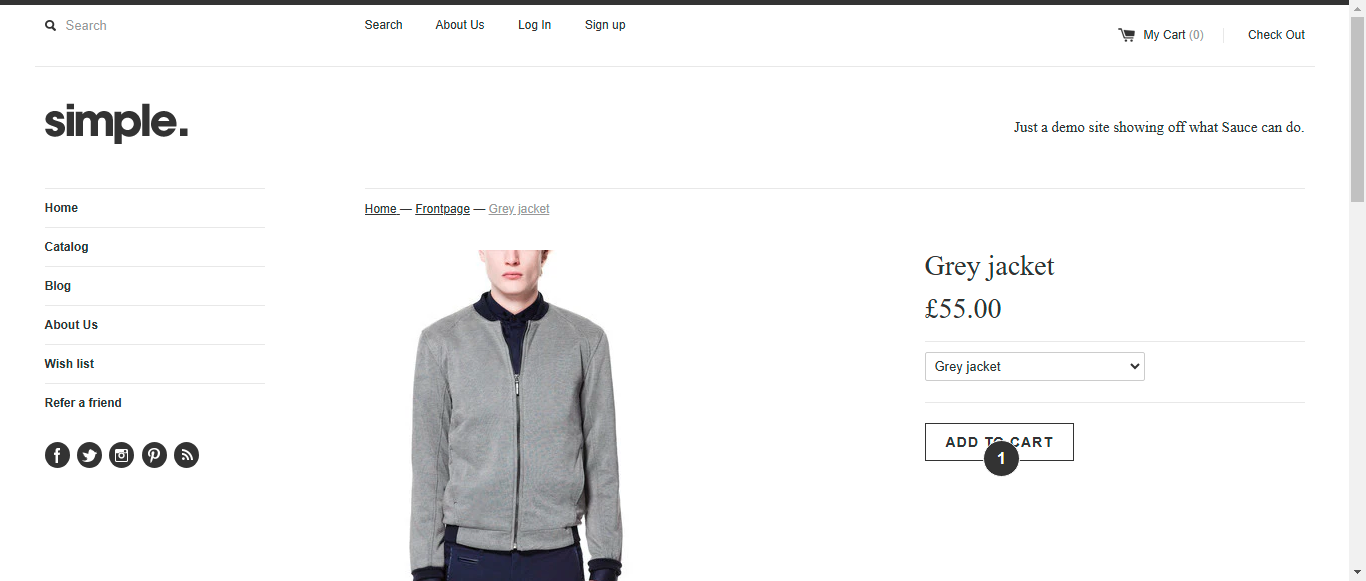 Search
Search About Us Log In Sign up
My Cart (0) Check Out
simple.
Just a demo site showing off what Sauce can do.
Home
Catalog
Blog
About Us
Wish list
Refer a friend
Home — Frontpage — Grey jacket
Grey jacket
£55.00
Grey jacket
ADD TO CART
1